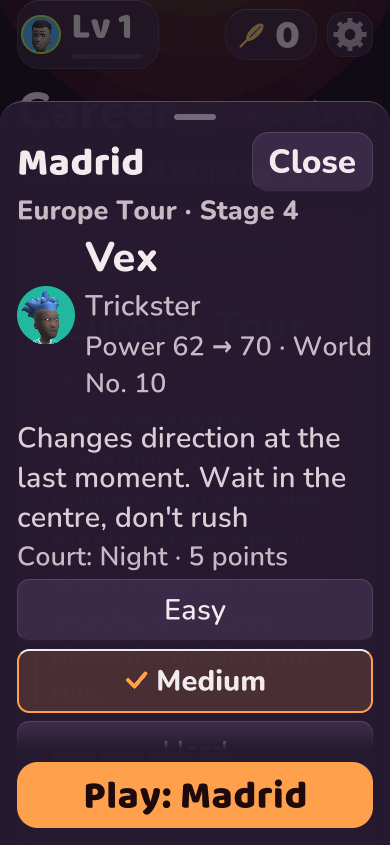 Lv 1
0
Madrid
Close
Europe Tour · Stage 4
Vex
Trickster
Power 62 → 70 · World
No. 10
Changes direction at the
last moment. Wait in the
centre, don't rush
Court: Night · 5 points
Easy
✓ Medium
Play: Madrid